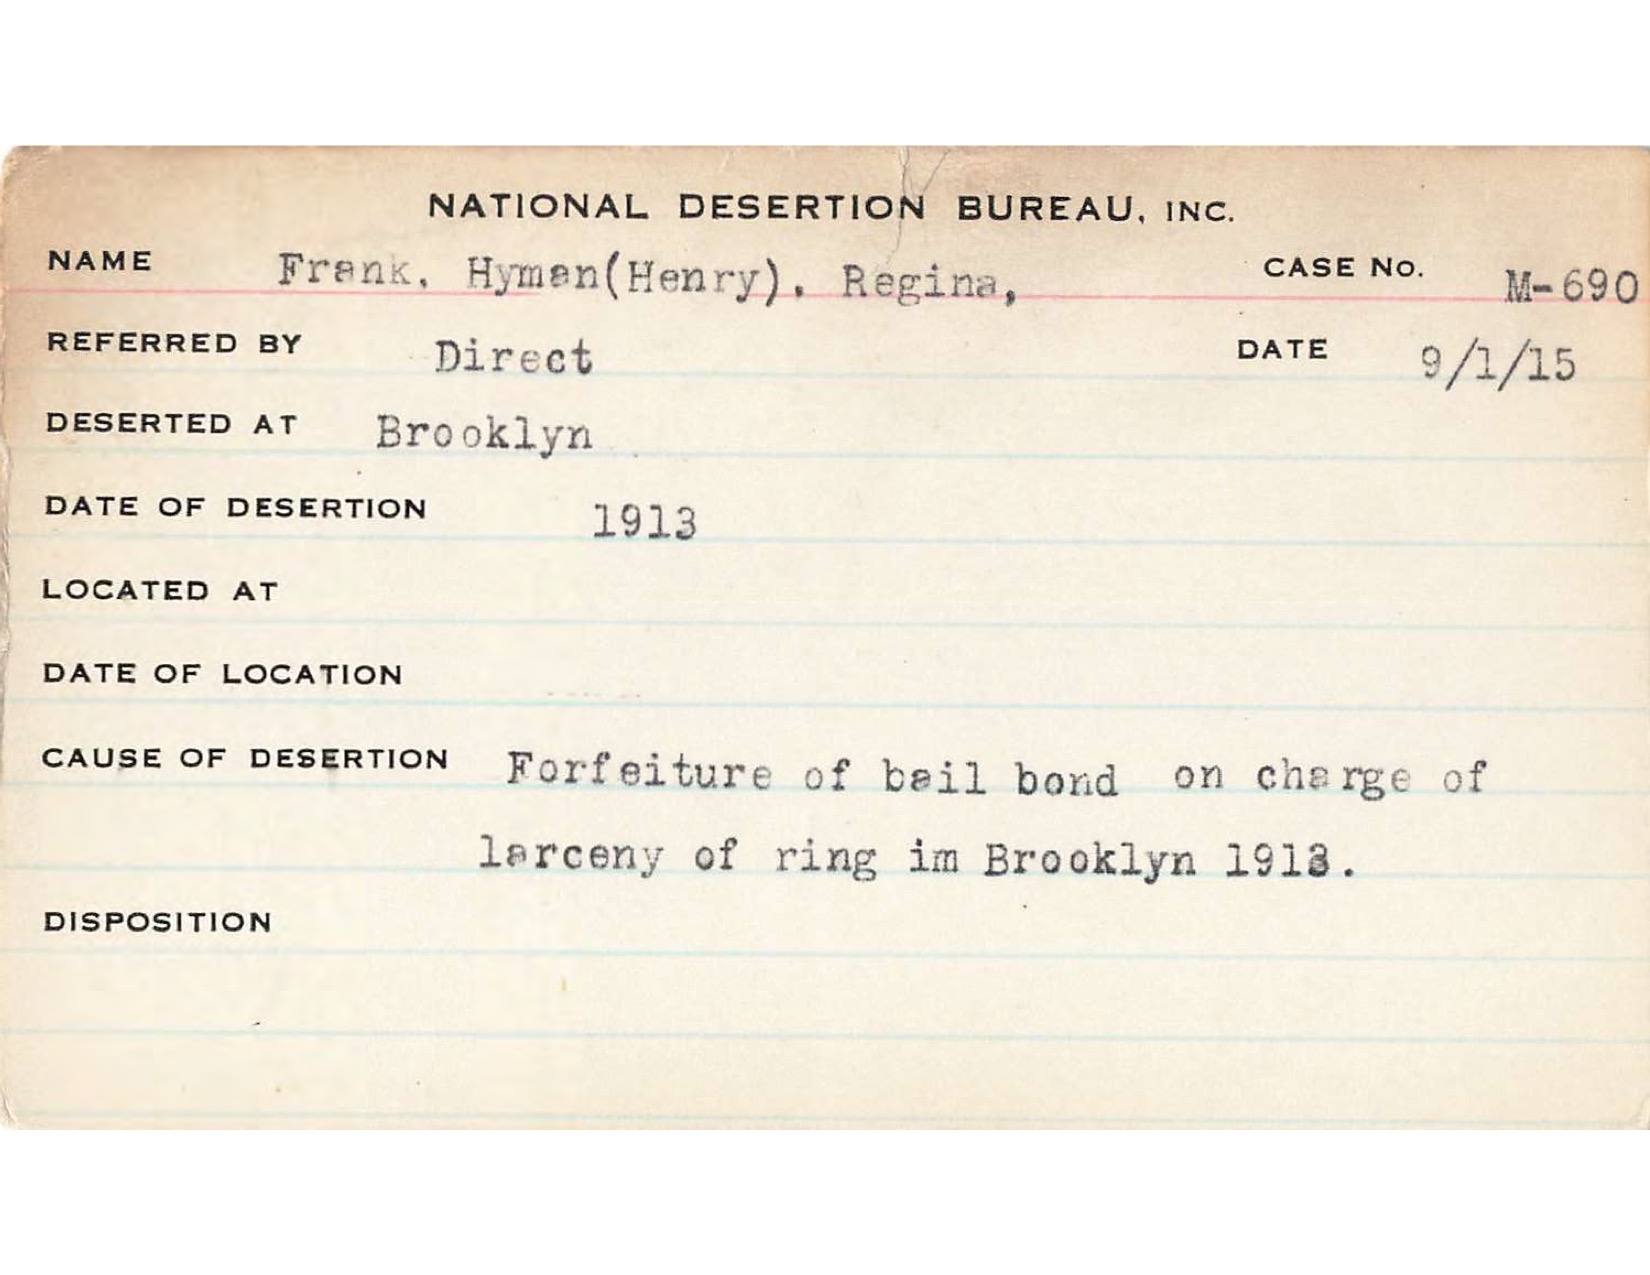 NATIONAL DESERTION BUREAU, INC.
NAME Frank, Hyman(Henry), Regina, CASE No. M-690
REFERRED BY Direct DATE 9/1/15
DESERTED AT Brooklyn
DATE OF DESERTION 1913
LOCATED AT
DATE OF LOCATION
CAUSE OF DESERTION Forfeiture of bail bond on charge of
larceny of ring im Brooklyn 1913.
DISPOSITION